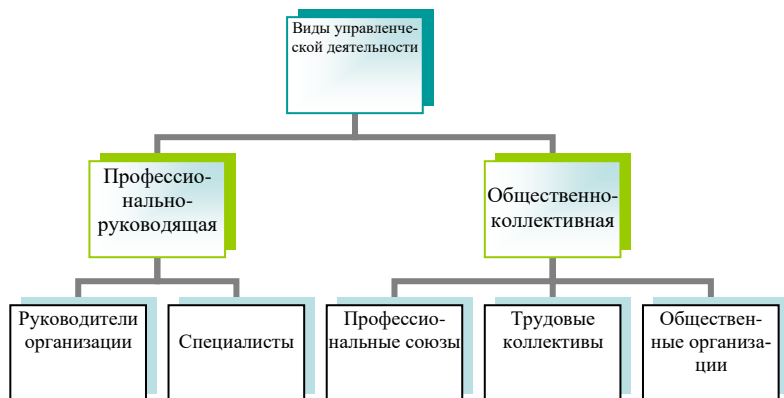 Виды управленче-
ской деятельности
Профессио-
нально-
руководящая
Общественно-
коллективная
Руководители
организации
Специалисты
Профессио-
нальные союзы
Трудовые
коллективы
Общественные-
ные организа-
ции